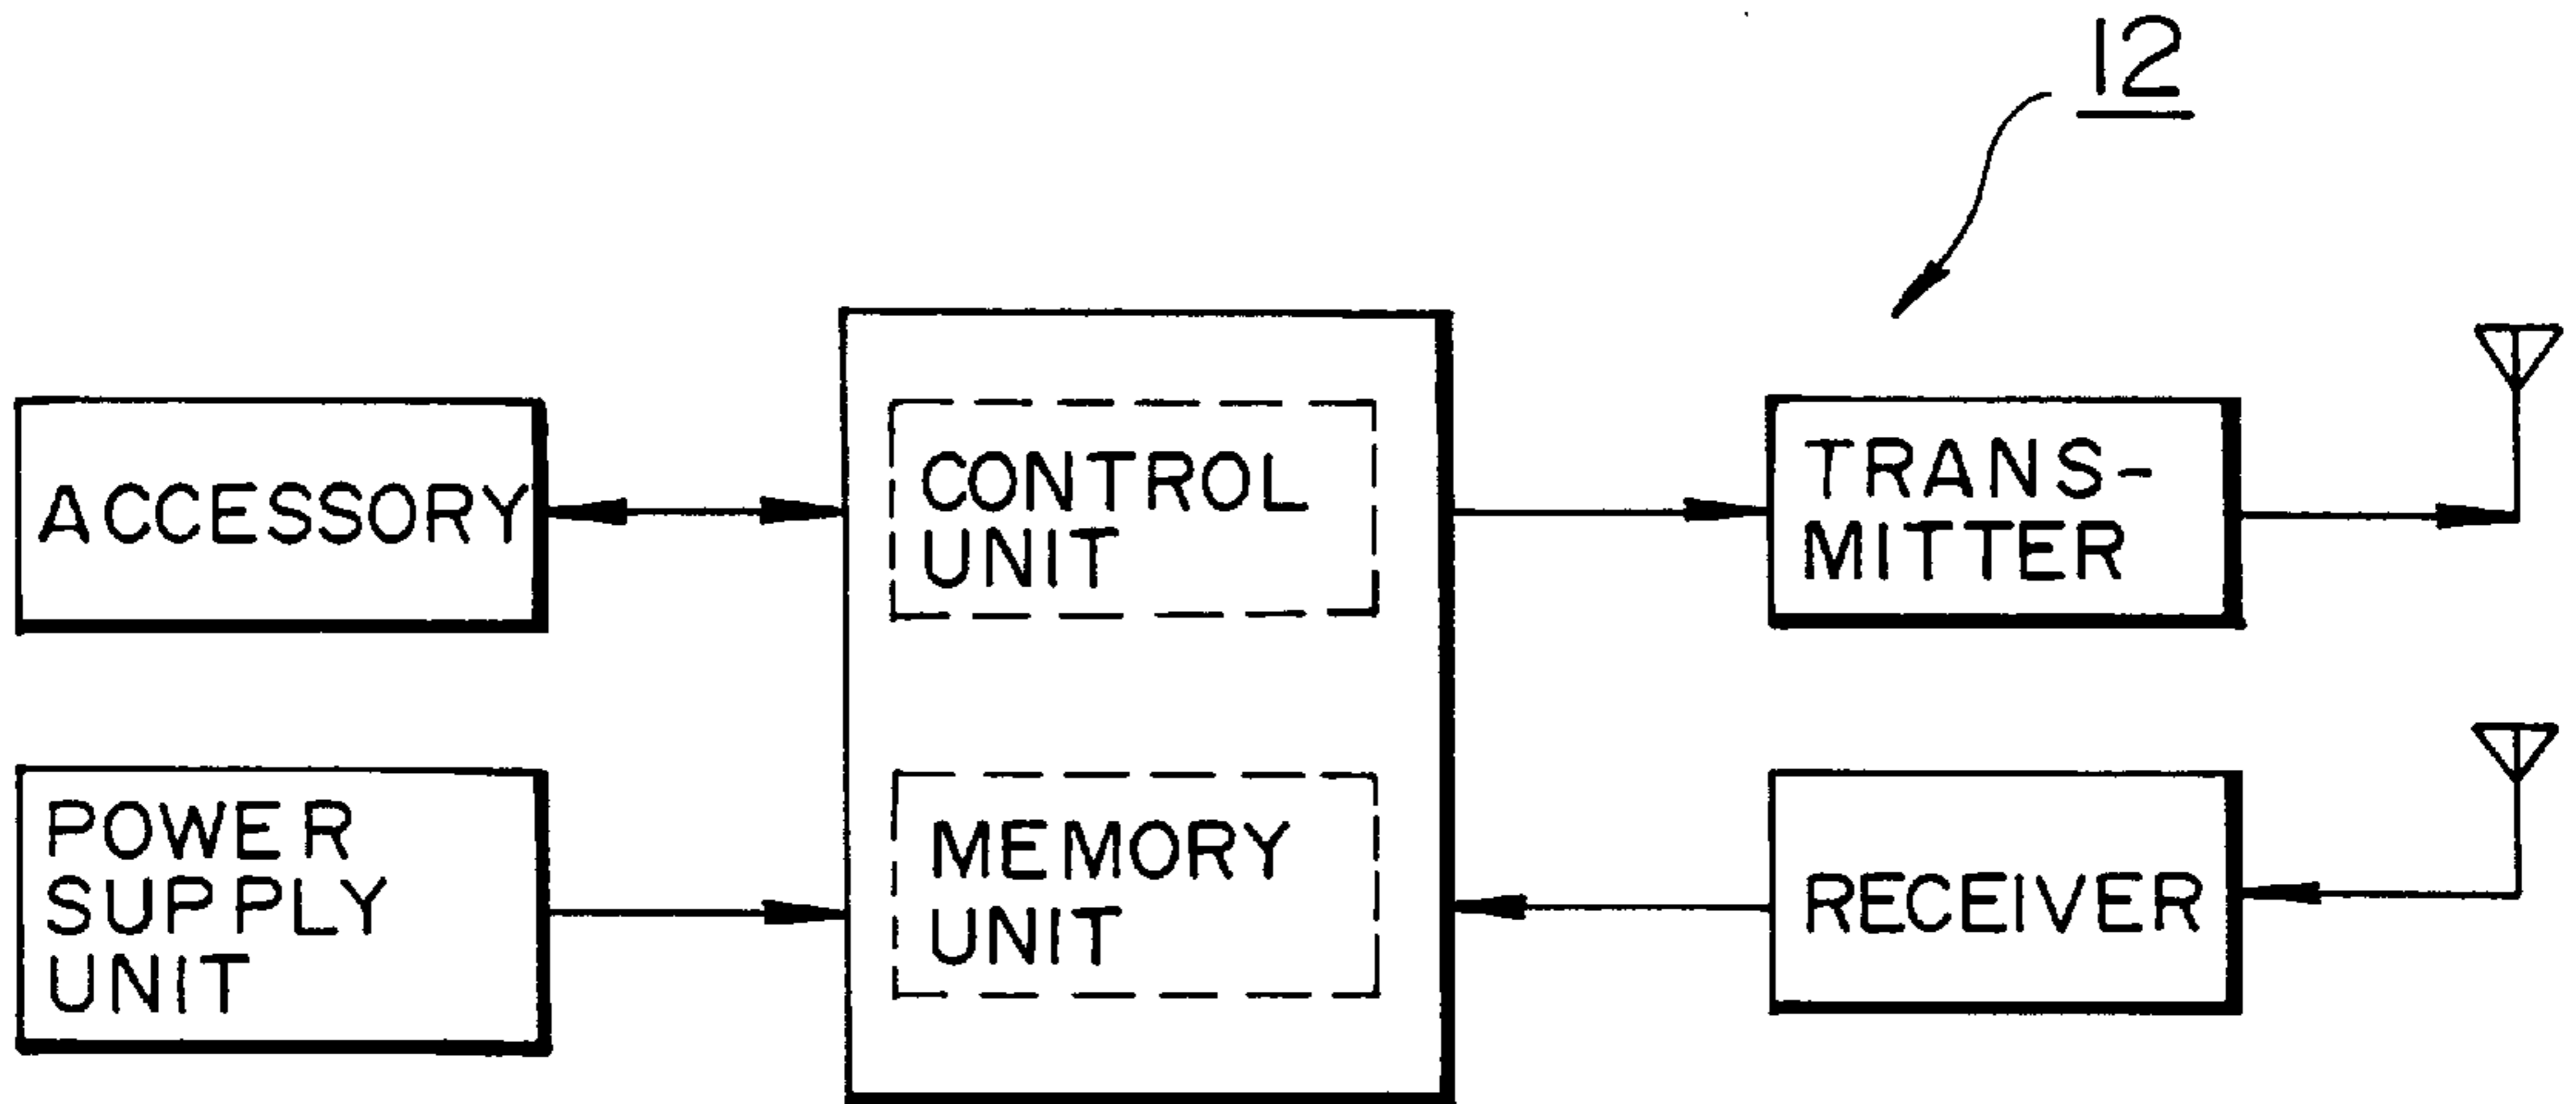 12
ACCESSORY
CONTROL
UNIT
TRANS-
MITTER
POWER
SUPPLY
UNIT
MEMORY
UNIT
RECEIVER